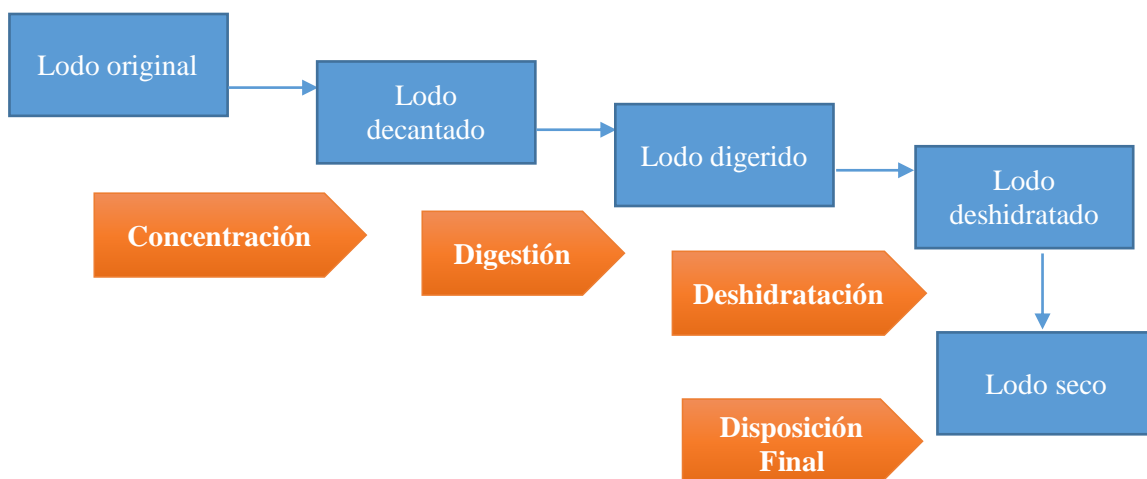 Lodo original
Lodo
decantado
Lodo digerido
Lodo
deshidratado
Concentración
Digestión
Deshidratación
Lodo seco
Disposición
Final